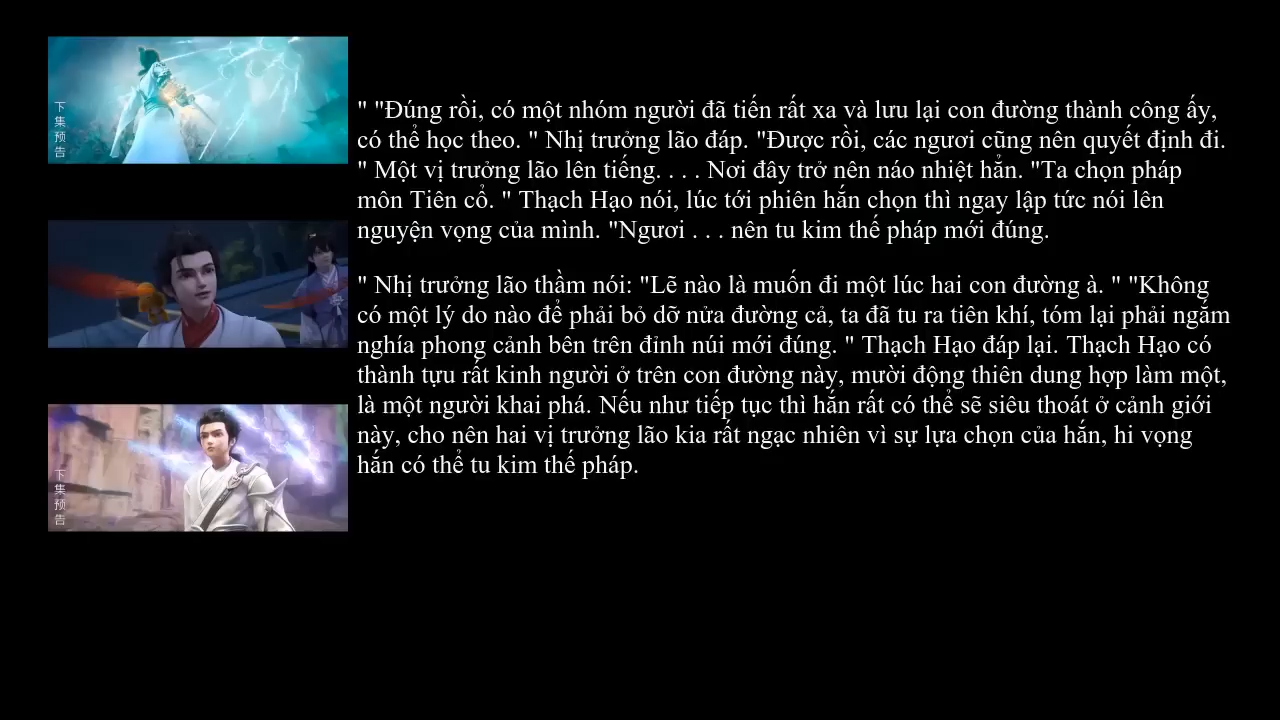 下集预告
" "Đúng rồi, có một nhóm người đã tiến rất xa và lưu lại con đường thành công ấy,
có thể học theo. " Nhị trưởng lão đáp. "Được rồi, các ngươi cũng nên quyết định đi.
" Một vị trưởng lão lên tiếng. . . . Nơi đây trở nên náo nhiệt hẳn. "Ta chọn pháp
môn Tiên cổ. " Thạch Hạo nói, lúc tới phiên hắn chọn thì ngay lập tức nói lên
nguyện vọng của mình. "Ngươi . . . nên tu kim thế pháp mới đúng.
" Nhị trưởng lão thầm nói: "Lẽ nào là muốn đi một lúc hai con đường à. " "Không
có một lý do nào để phải bỏ dỡ nửa đường cả, ta đã tu ra tiên khí, tóm lại phải ngắm
nghía phong cảnh bên trên đỉnh núi mới đúng. " Thạch Hạo đáp lại. Thạch Hạo có
thành tựu rất kinh người ở trên con đường này, mười động thiên dung hợp làm một,
là một người khai phá. Nếu như tiếp tục thì hắn rất có thể sẽ siêu thoát ở cảnh giới
này, cho nên hai vị trưởng lão kia rất ngạc nhiên vì sự lựa chọn của hắn, hi vọng
hắn có thể tu kim thế pháp.
下集预告